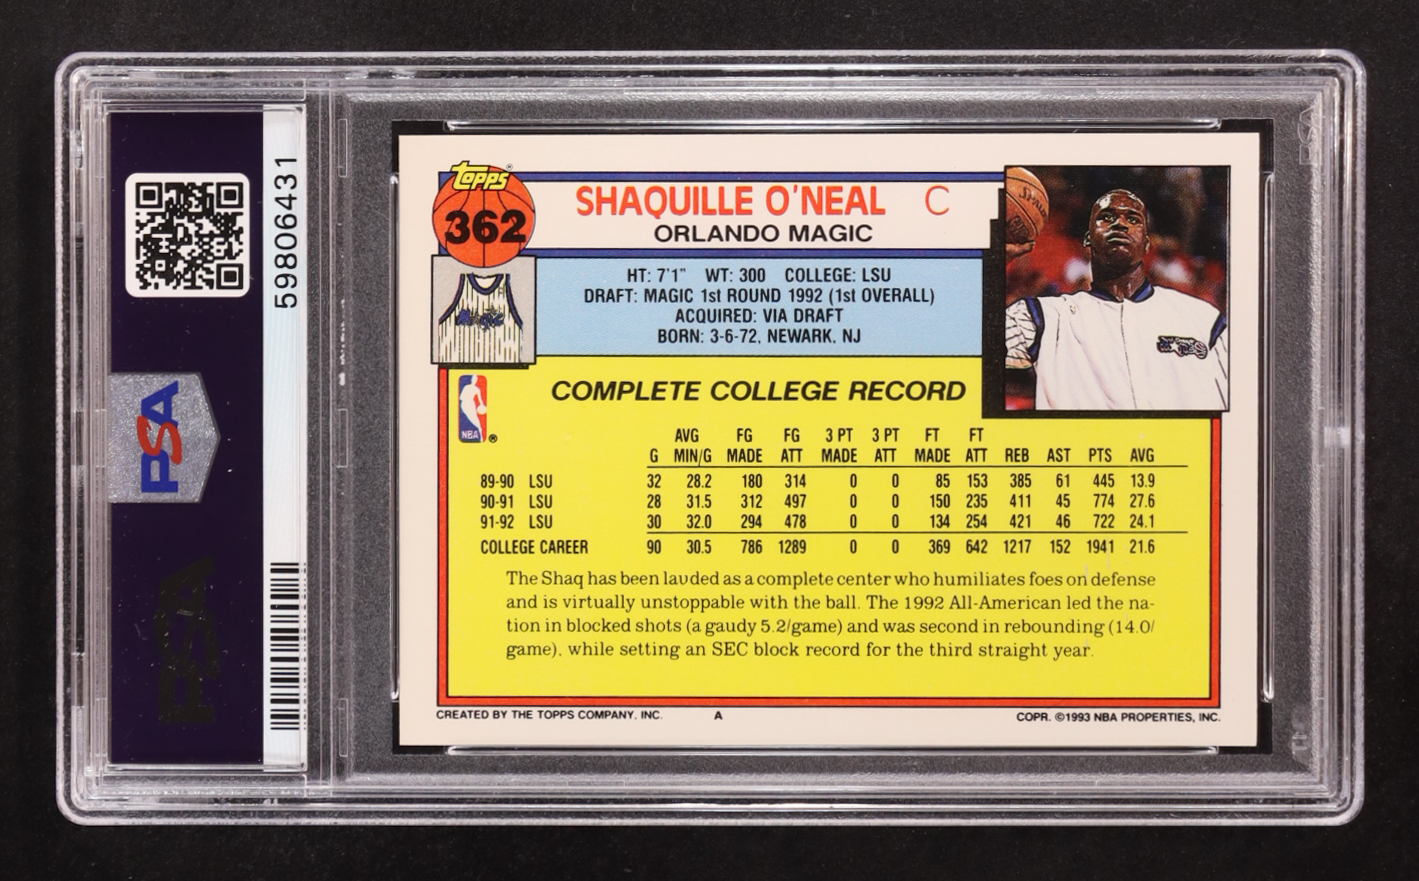 59806431
PSA
PSA
Topps
362
SHAQUILLE O'NEAL C
ORLANDO MAGIC
HT: 7'1" WT: 300 COLLEGE: LSU
DRAFT: MAGIC 1st ROUND 1992 (1st OVERALL)
ACQUIRED: VIA DRAFT
BORN: 3-6-72, NEWARK, NJ
Magic
NBA ®
COMPLETE COLLEGE RECORD
AVG FG FG 3 PT 3 PT FT FT
G MIN/G MADE ATT MADE ATT MADE ATT REB AST PTS AVG
89-90 LSU 32 28.2 180 314 0 0 85 153 385 61 445 13.9
90-91 LSU 28 31.5 312 497 0 0 150 235 411 45 774 27.6
91-92 LSU 30 32.0 294 478 0 0 134 254 421 46 722 24.1
COLLEGE CAREER 90 30.5 786 1289 0 0 369 642 1217 152 1941 21.6
The Shaq has been lauded as a complete center who humiliates foes on defense
and is virtually unstoppable with the ball. The 1992 All-American led the na-
tion in blocked shots (a gaudy 5.2/game) and was second in rebounding (14.0/
game), while setting an SEC block record for the third straight year.
CREATED BY THE TOPPS COMPANY, INC. A COPR. ©1993 NBA PROPERTIES, INC.